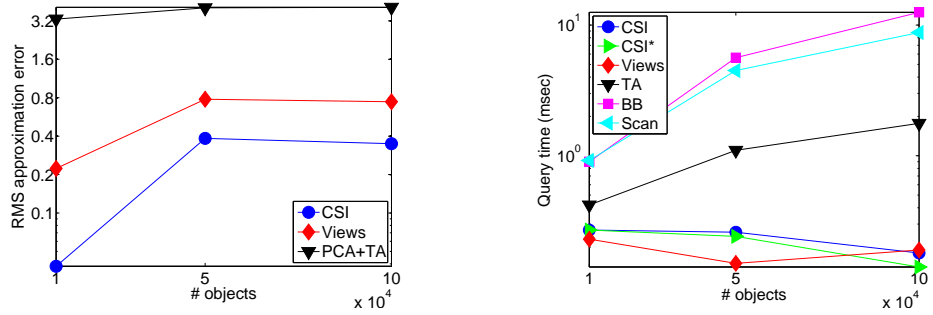 RMS approximation error
3.2
1.6
0.8
0.4
0.2
0.1
CSI
Views
PCA+TA
1
5
10
# objects
x 10^4
Query time (msec)
10^1
10^0
CSI
CSI*
Views
TA
BB
Scan
1
5
10
# objects
x 10^4